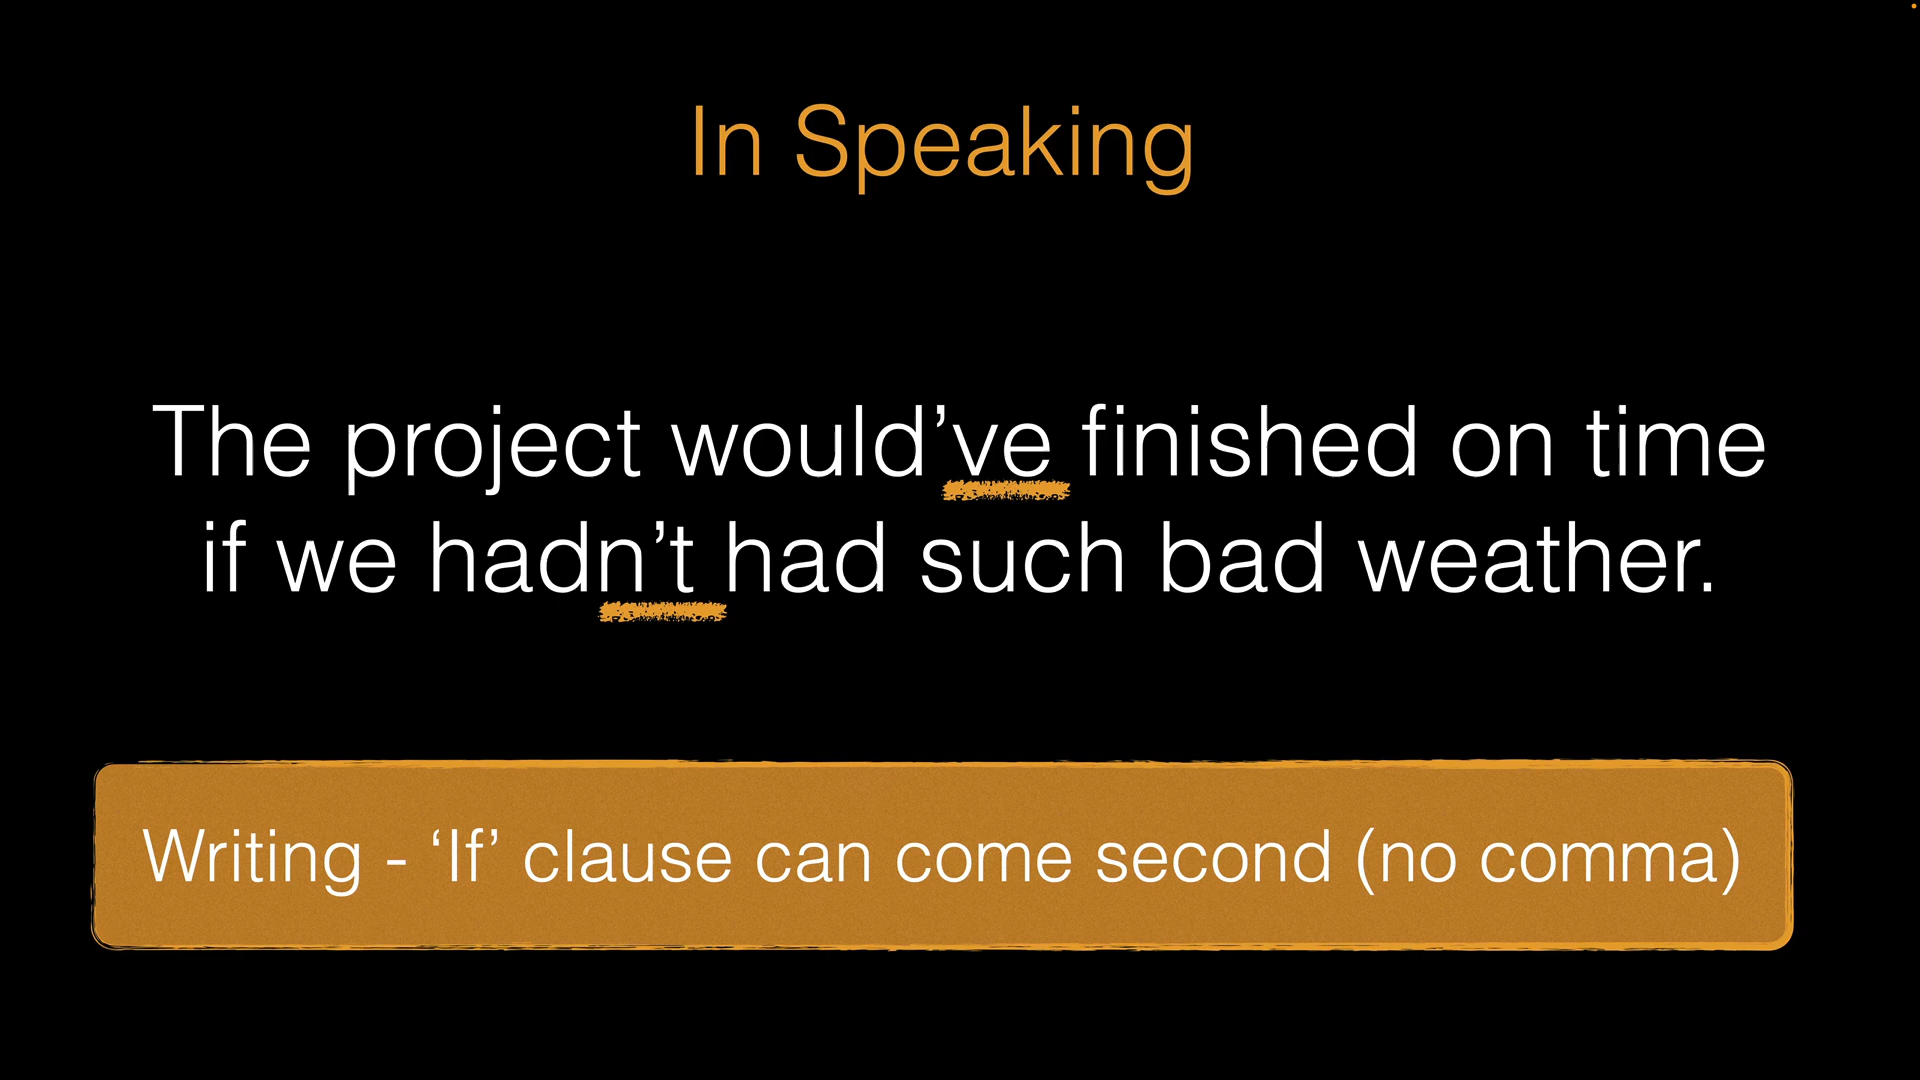 In Speaking
The project would’ve finished on time
if we hadn’t had such bad weather.
Writing - ‘If’ clause can come second (no comma)